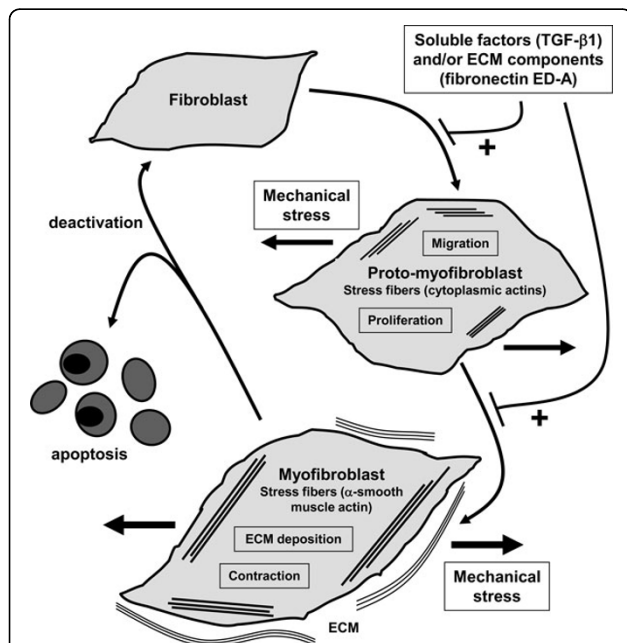 Soluble factors (TGF-β1)
and/or ECM components
(fibronectin ED-A)
Fibroblast
+
Mechanical
stress
deactivation
Migration
Proto-myofibroblast
Stress fibers (cytoplasmic actins)
Proliferation
+
apoptosis
Myofibroblast
Stress fibers (α-smooth
muscle actin)
ECM deposition
Contraction
Mechanical
stress
ECM